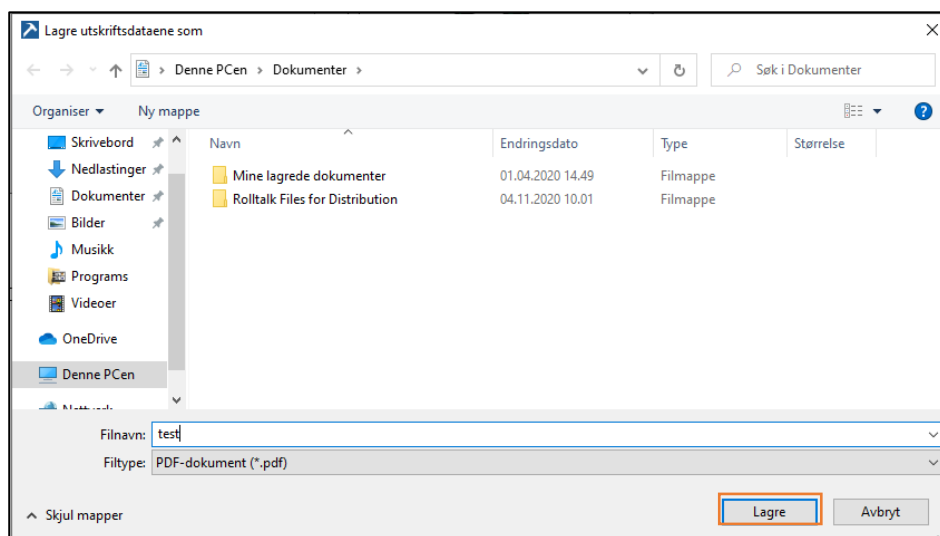 Lagre utskriftsdataene som
Denne PCen > Dokumenter >
Søk i Dokumenter
Organiser
Ny mappe
Navn
Endringsdato
Type
Størrelse
Skrivebord
Nedlastinger
Dokumenter
Bilder
Musikk
Programs
Videoer
OneDrive
Denne PCen
Mine lagrede dokumenter 01.04.2020 14.49 Filmappe
Rolltalk Files for Distribution 04.11.2020 10.01 Filmappe
Filnavn: test
Filtype: PDF-dokument (*.pdf)
Skjul mapper
Lagre
Avbryt